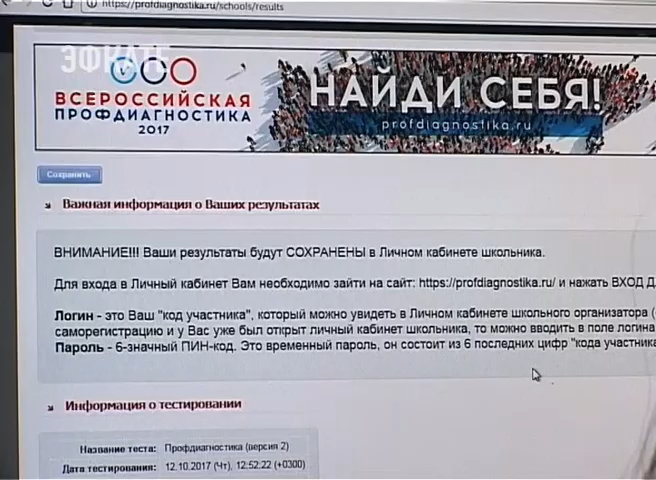 https://profdiagnostika.ru/schools/results
ЭФКАТЕ
ВСЕРОССИЙСКАЯ
ПРОФДИАГНОСТИКА
2017
НАЙДИ СЕБЯ!
profdiagnostika.ru
Сохранить
Важная информация о Ваших результатах
ВНИМАНИЕ!!! Ваши результаты будут СОХРАНЕНЫ в Личном кабинете школьника.
Для входа в Личный кабинет Вам необходимо зайти на сайт: https://profdiagnostika.ru/ и нажать ВХОД Д
Логин - это Ваш "код участника", который можно увидеть в Личном кабинете школьного организатора (
саморегистрацию и у Вас уже был открыт личный кабинет школьника, то можно вводить в поле логина
Пароль - 6-значный ПИН-код. Это временный пароль, он состоит из 6 последних цифр "кода участника
Информация о тестировании
Название теста: Профдиагностика (версия 2)
Дата тестирования: 12.10.2017 (Чт), 12:52:22 (+0300)